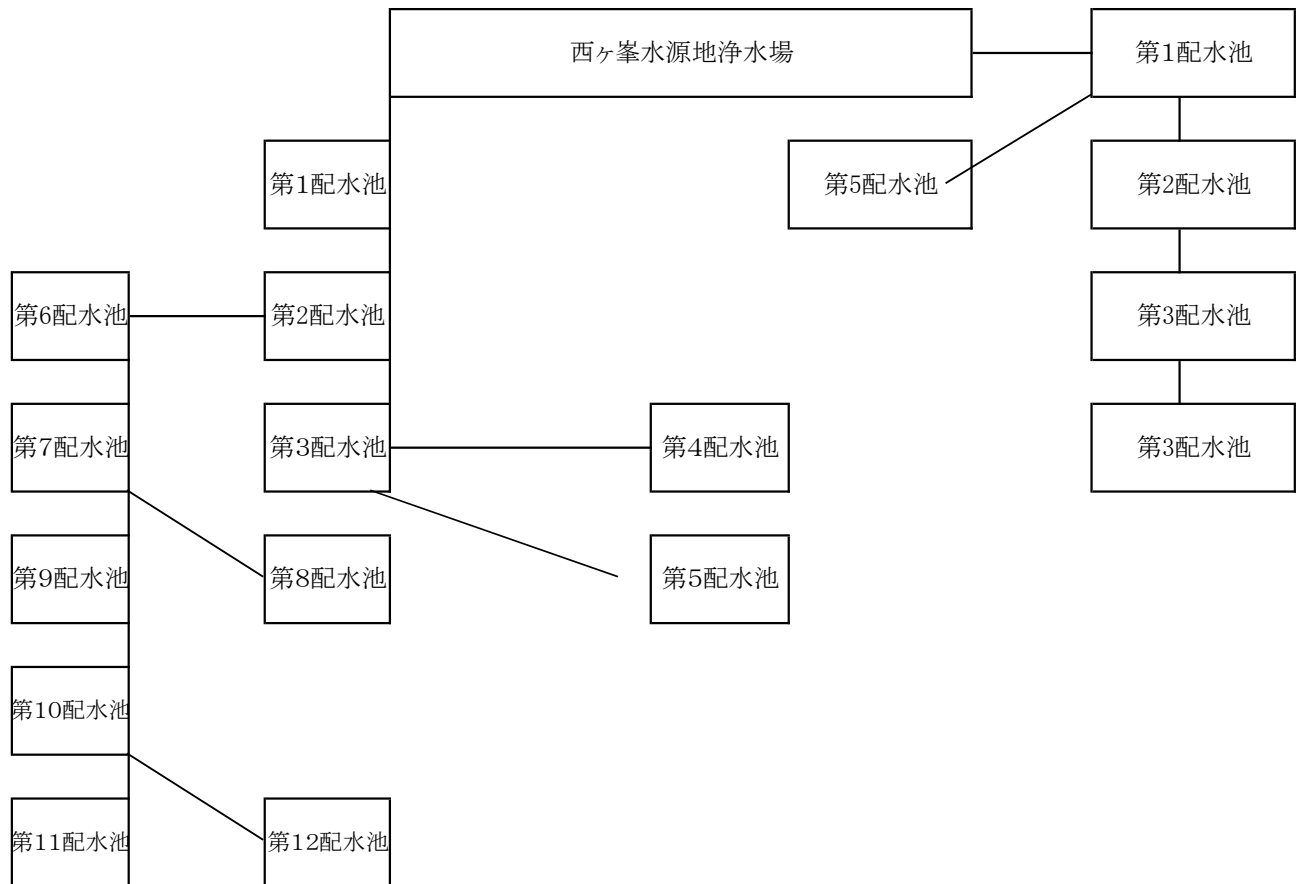 西ヶ峯水源地浄水場
第1配水池
第1配水池
第5配水池
第2配水池
第6配水池
第2配水池
第3配水池
第7配水池
第3配水池
第4配水池
第3配水池
第9配水池
第8配水池
第5配水池
第10配水池
第11配水池
第12配水池